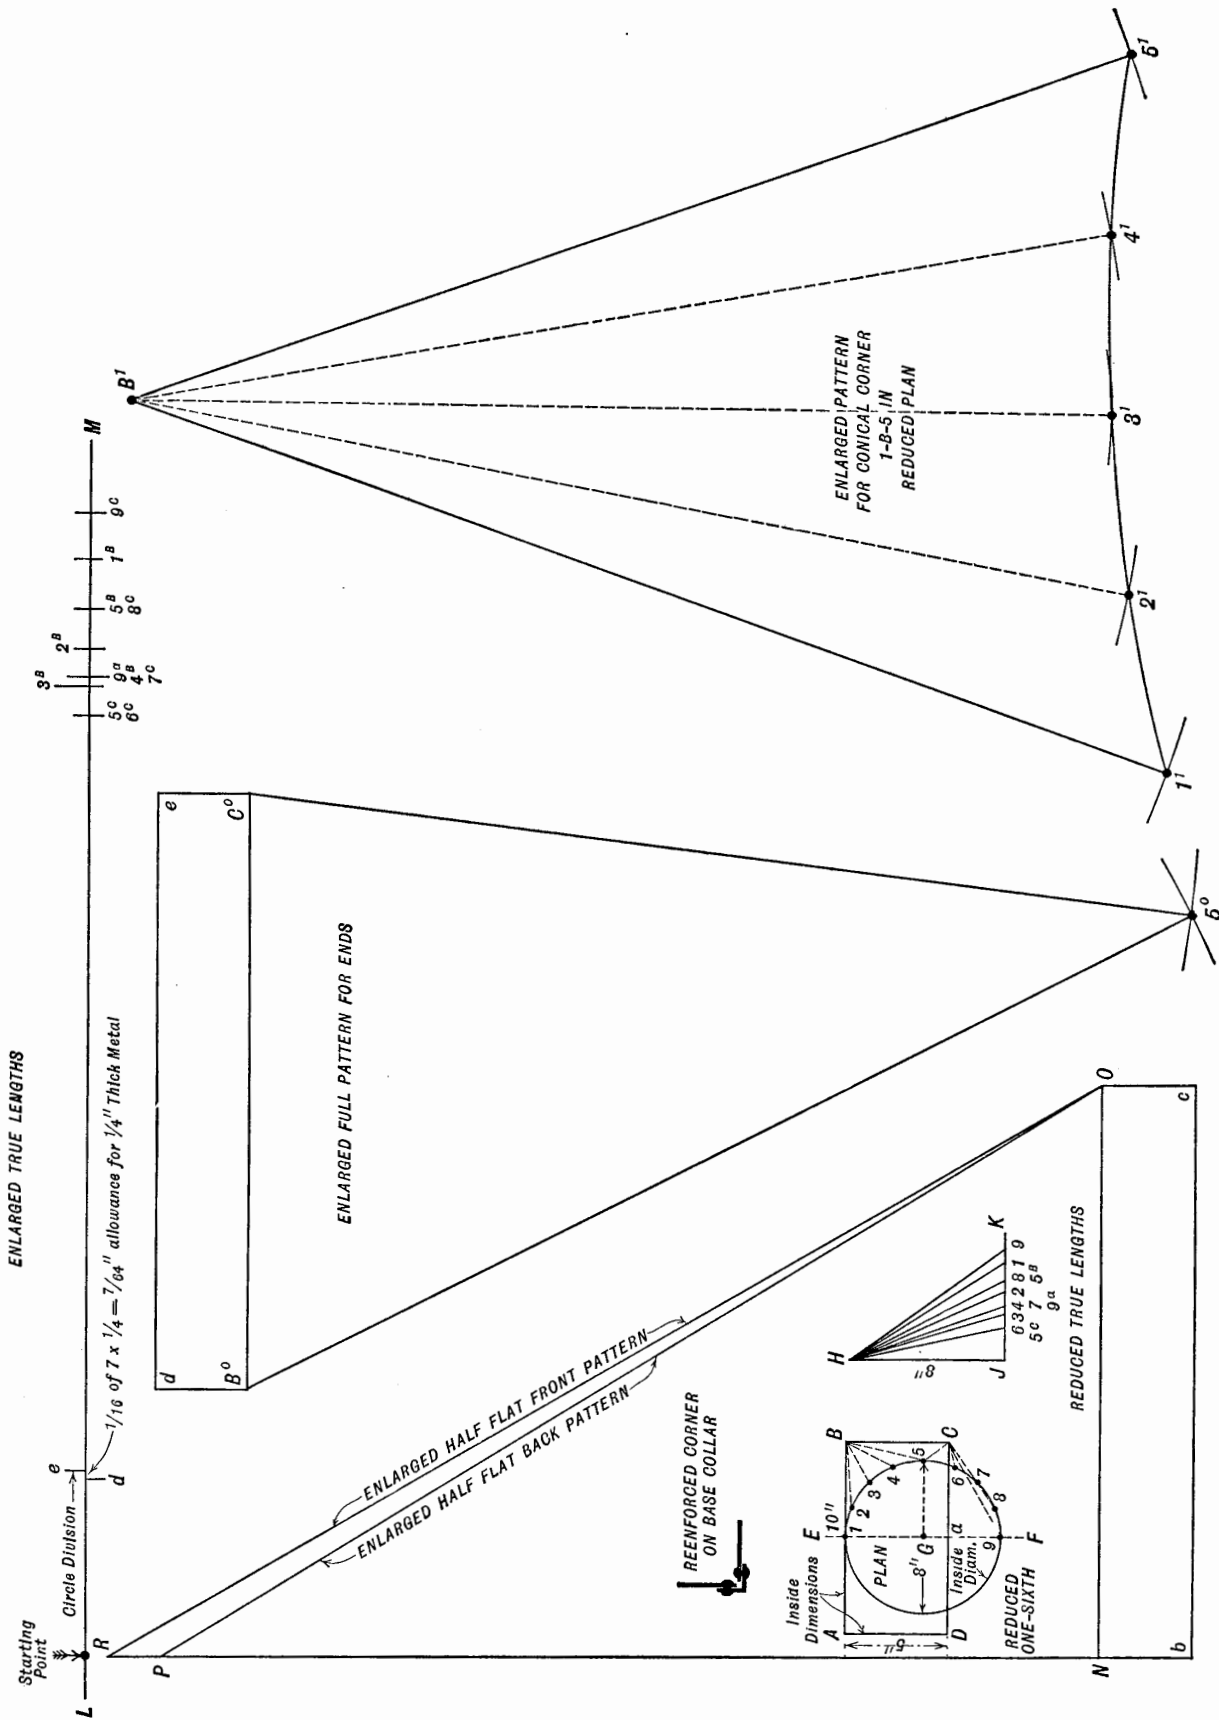 ENLARGED TRUE LENGTHS
Starting
Point
L
Circle Division
e
d
1/16 of 7 x 1/4 = 7/64" allowance for 1/4" Thick Metal
5C
6C
3B
9a
4B
7C
2B
5B
8C
1B
9C
M
R
P
ENLARGED HALF FLAT FRONT PATTERN
ENLARGED HALF FLAT BACK PATTERN
N
O
b
c
d
e
B°
C°
ENLARGED FULL PATTERN FOR ENDS
5°
B1
ENLARGED PATTERN
FOR CONICAL CORNER
1-B-5 IN
REDUCED PLAN
11
21
31
41
51
REENFORCED CORNER
ON BASE COLLAR
Inside
Dimensions
A
E
10"
B
1
2
3
4
5
PLAN
8"
G
5"
D
Inside
Diam.
a
C
6
7
8
9
F
REDUCED
ONE-SIXTH
H
8"
J
K
6 3 4 2 8 1 9
5C 7 5B
9a
REDUCED TRUE LENGTHS